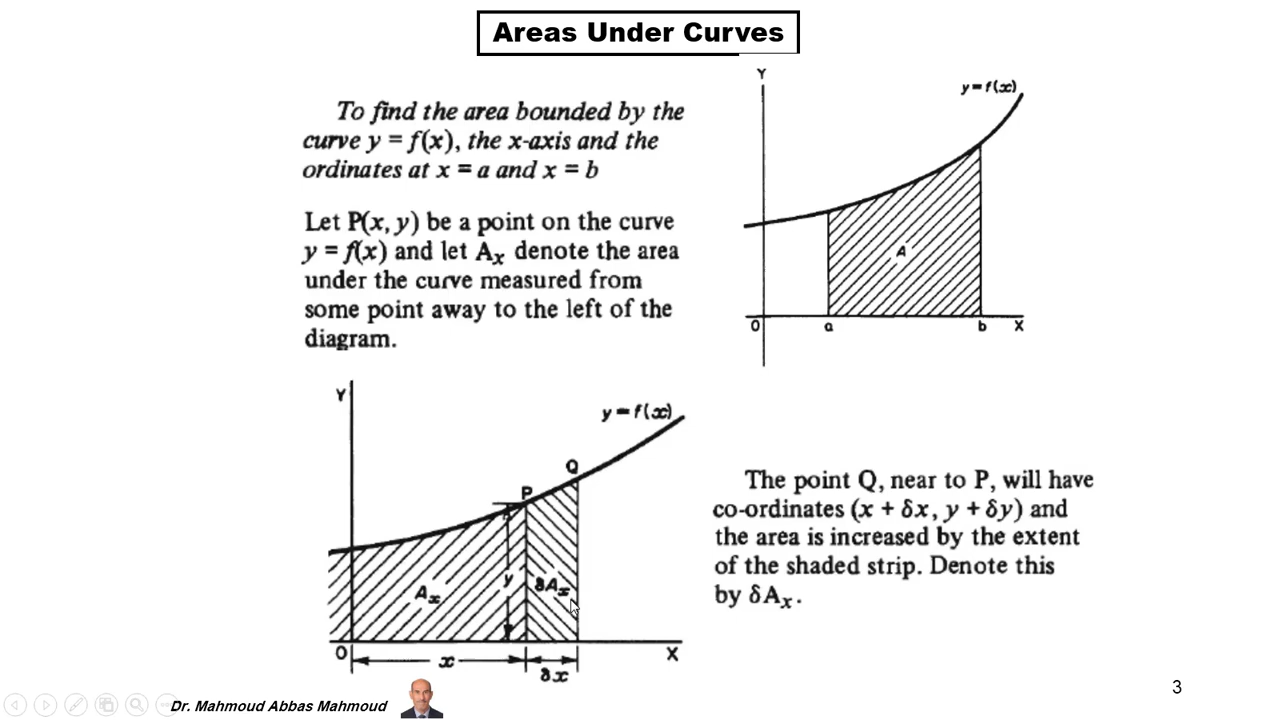 Areas Under Curves
To find the area bounded by the
curve y = f(x), the x-axis and the
ordinates at x = a and x = b
Let P(x, y) be a point on the curve
y = f(x) and let Aₓ denote the area
under the curve measured from
some point away to the left of the
diagram.
Y
y = f(x)
A
O
a
b
X
Y
y = f(x)
Q
P
Aₓ
y
δAₓ
O
X
x
δx
The point Q, near to P, will have
co-ordinates (x + δx, y + δy) and
the area is increased by the extent
of the shaded strip. Denote this
by δAₓ.
3
Dr. Mahmoud Abbas Mahmoud